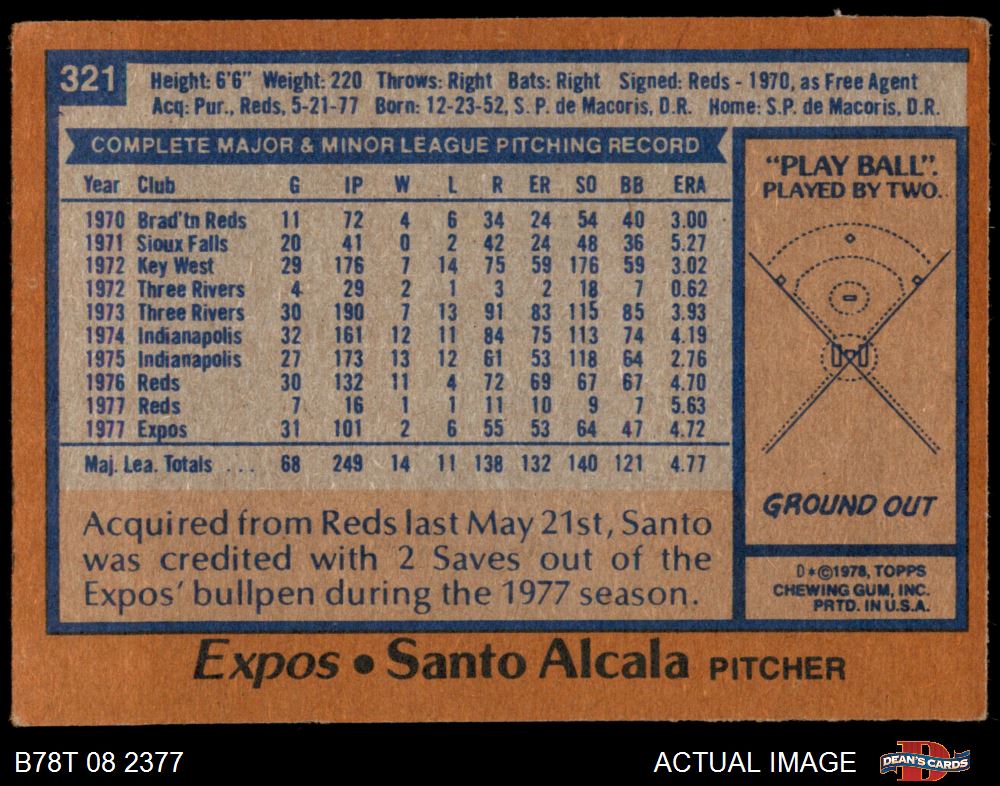 321
Height: 6'6" Weight: 220 Throws: Right Bats: Right Signed: Reds - 1970, as Free Agent
Acq: Pur., Reds, 5-21-77 Born: 12-23-52, S. P. de Macoris, D.R. Home: S.P. de Macoris, D.R.
COMPLETE MAJOR & MINOR LEAGUE PITCHING RECORD
Year Club G IP W L R ER SO BB ERA
1970 Brad'tn Reds 11 72 4 6 34 24 54 40 3.00
1971 Sioux Falls 20 41 0 2 42 24 48 36 5.27
1972 Key West 29 176 7 14 75 59 176 59 3.02
1972 Three Rivers 4 29 2 1 3 2 18 7 0.62
1973 Three Rivers 30 190 7 13 91 83 115 85 3.93
1974 Indianapolis 32 161 12 11 84 75 113 74 4.19
1975 Indianapolis 27 173 13 12 61 53 118 64 2.76
1976 Reds 30 132 11 4 72 69 67 67 4.70
1977 Reds 7 16 1 1 11 10 9 7 5.63
1977 Expos 31 101 2 6 55 53 64 47 4.72
Maj. Lea. Totals ... 68 249 14 11 138 132 140 121 4.77
Acquired from Reds last May 21st, Santo
was credited with 2 Saves out of the
Expos' bullpen during the 1977 season.
"PLAY BALL".
PLAYED BY TWO.
GROUND OUT
D*©1978, TOPPS
CHEWING GUM, INC.
PRTD. IN U.S.A.
Expos • Santo Alcala PITCHER
B78T 08 2377
ACTUAL IMAGE
D
DEAN'S CARDS